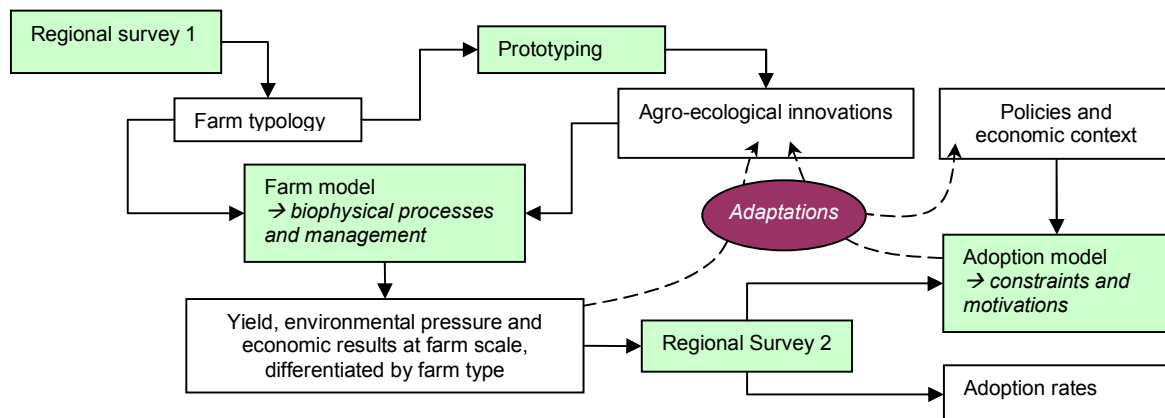 Regional survey 1
Prototyping
Farm typology
Agro-ecological innovations
Policies and
economic context
Farm model
→ biophysical processes
and management
Adaptations
Adoption model
→ constraints and
motivations
Yield, environmental pressure and
economic results at farm scale,
differentiated by farm type
Regional Survey 2
Adoption rates